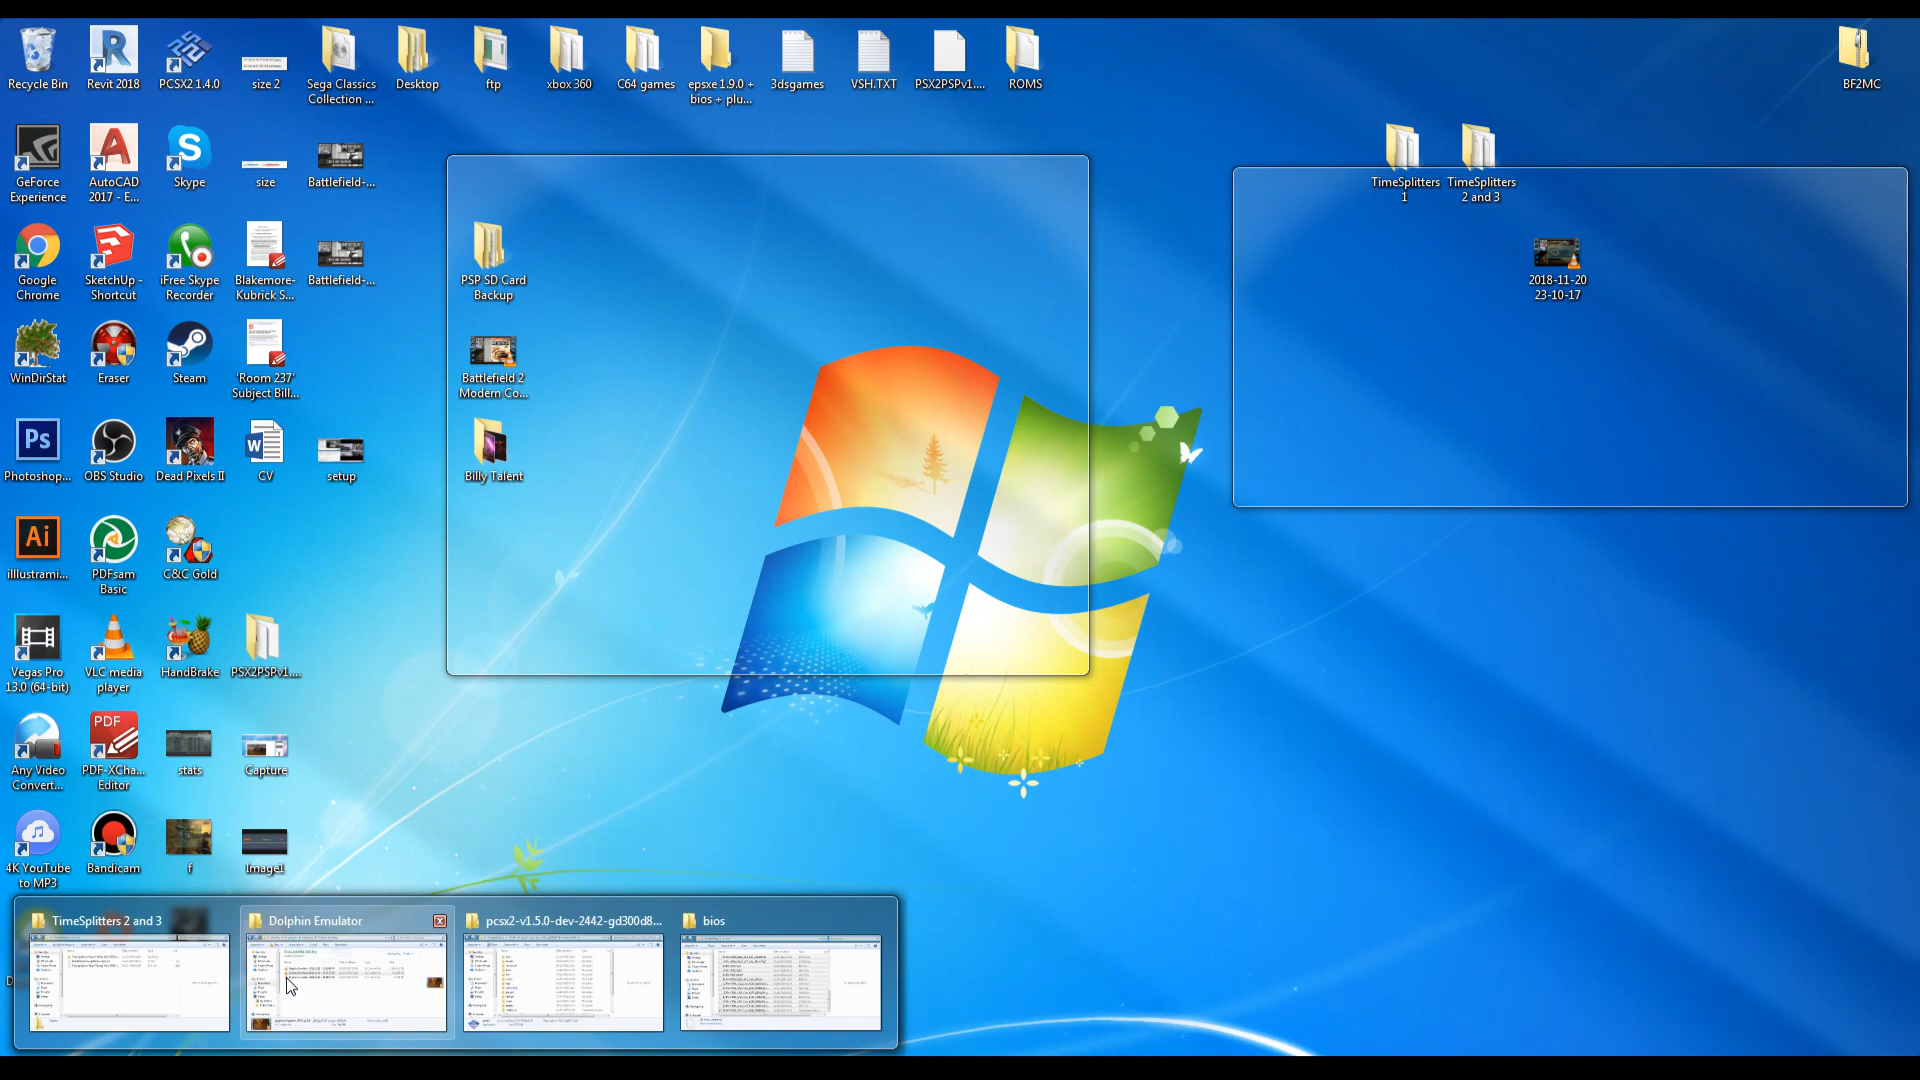 Recycle Bin
Revit 2018
PCSX2 1.4.0
size 2
Sega Classics
Collection ...
Desktop
ftp
xbox 360
C64 games
epsxe 1.9.0 +
bios + plu...
3dsgames
VSH.TXT
PSX2PSPv1....
ROMS
BF2MC
GeForce
Experience
AutoCAD
2017 - E...
Skype
size
Battlefield-...
TimeSplitters
1
TimeSplitters
2 and 3
Google
Chrome
SketchUp -
Shortcut
iFree Skype
Recorder
Blakemore-
Kubrick S...
Battlefield-...
PSP SD Card
Backup
2018-11-20
23-10-17
WinDirStat
Eraser
Steam
'Room 237'
Subject Bill...
Battlefield 2
Modern Co...
Ps
Photoshop...
OBS Studio
Dead Pixels II
CV
setup
Billy Talent
Ai
illlustrami...
PDFsam
Basic
C&C Gold
Vegas Pro
13.0 (64-bit)
VLC media
player
HandBrake
PSX2PSPv1....
Any Video
Convert...
PDF
PDF-XCha...
Editor
stats
Capture
4K YouTube
to MP3
Bandicam
f
Image1
TimeSplitters 2 and 3
Dolphin Emulator
pcsx2-v1.5.0-dev-2442-gd300d8...
bios